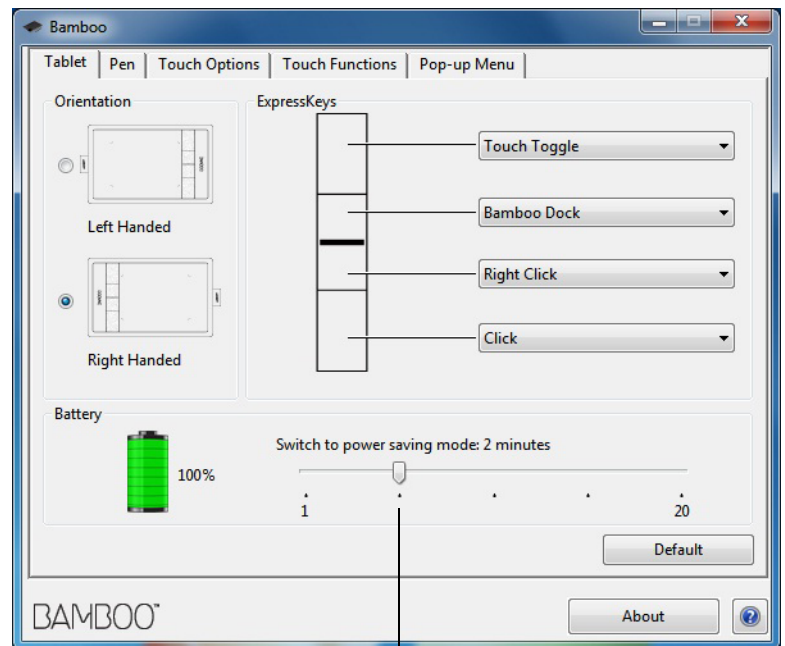 Bamboo
Tablet Pen Touch Options Touch Functions Pop-up Menu
Orientation
ExpressKeys
Left Handed
Right Handed
Touch Toggle
Bamboo Dock
Right Click
Click
Battery
100%
Switch to power saving mode: 2 minutes
1 20
Default
BAMBOO™
About